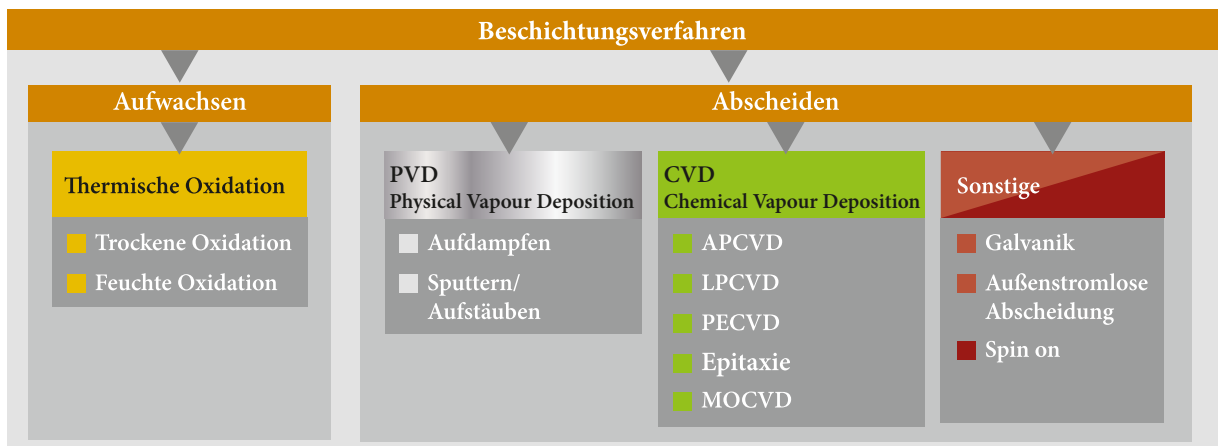 Beschichtungsverfahren
Aufwachsen
Thermische Oxidation
Trockene Oxidation
Feuchte Oxidation
Abscheiden
PVD
Physical Vapour Deposition
Aufdampfen
Sputtern/
Aufstäuben
CVD
Chemical Vapour Deposition
APCVD
LPCVD
PECVD
Epitaxie
MOCVD
Sonstige
Galvanik
Außenstromlose
Abscheidung
Spin on